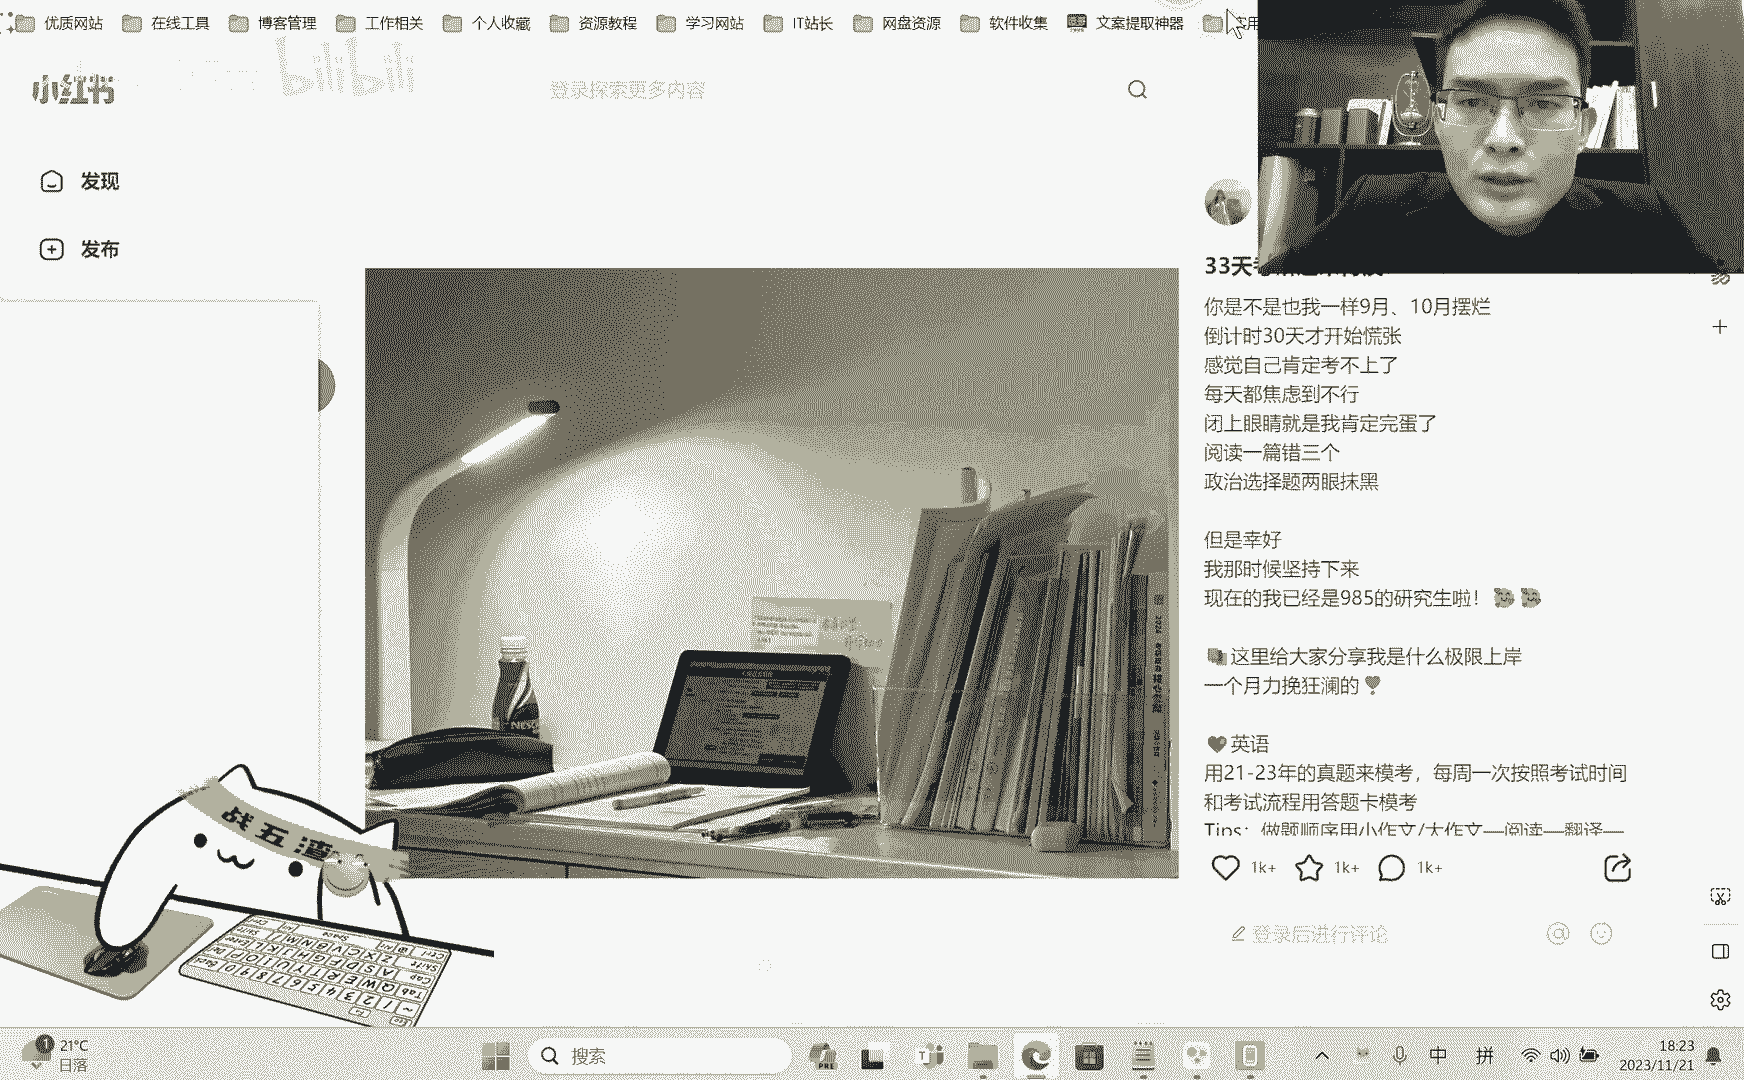 优质网站
在线工具
博客管理
工作相关
个人收藏
资源教程
学习网站
IT站长
网盘资源
软件收集
文案提取神器
小红书
bilibili
登录探索更多内容
发现
发布
33天
你是不是也我一样9月、10月摆烂
倒计时30天才开始慌张
感觉自己肯定考不上了
每天都焦虑到不行
闭上眼睛就是我肯定完蛋了
阅读一篇错三个
政治选择题两眼抹黑
但是幸好
我那时候坚持下来
现在的我已经是985的研究生啦！
这里给大家分享我是什么极限上岸
一个月力挽狂澜的
英语
用21-23年的真题来模考，每周一次按照考试时间
和考试流程用答题卡模考
Tips：做题顺序用小作文/大作文—阅读—翻译—
1k+
1k+
1k+
登录后进行评论
战五渣
NESC
1
21°C
日落
搜索
PRE
中
拼
18:23
2023/11/21